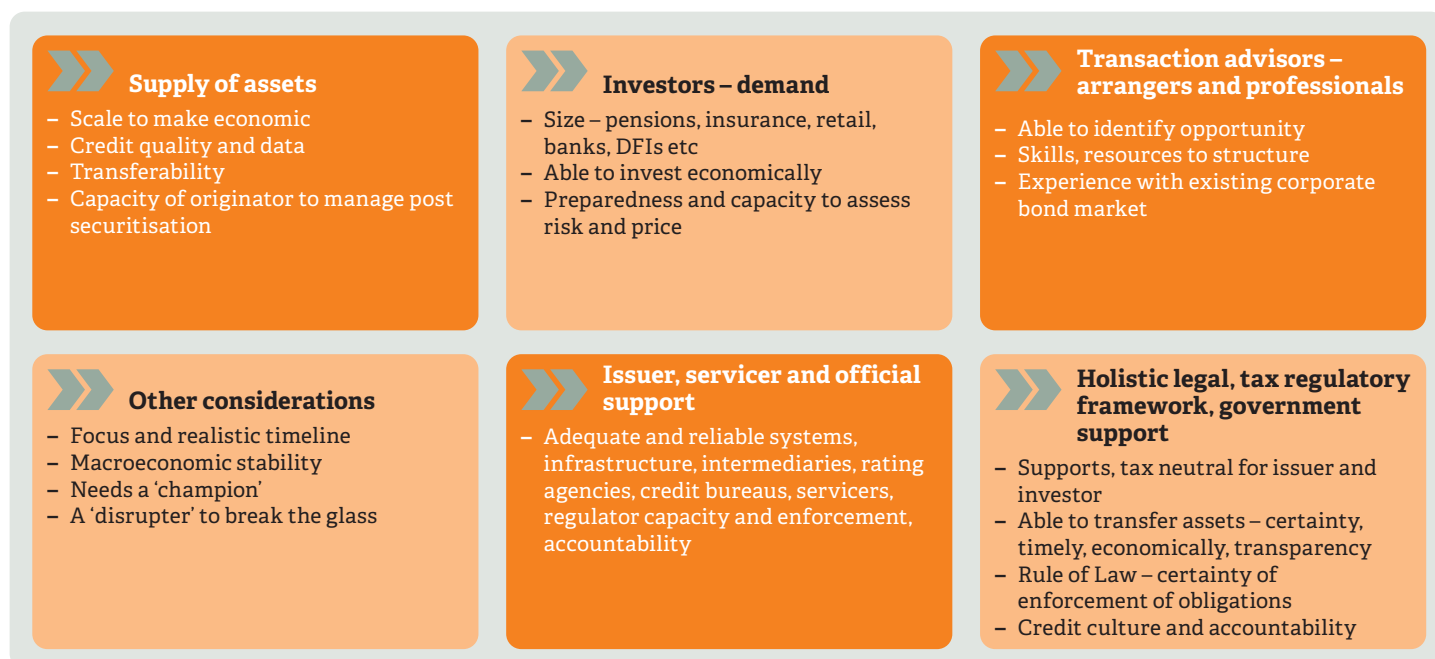 Supply of assets
– Scale to make economic
– Credit quality and data
– Transferability
– Capacity of originator to manage post
securitisation
Investors – demand
– Size – pensions, insurance, retail,
banks, DFIs etc
– Able to invest economically
– Preparedness and capacity to assess
risk and price
Transaction advisors –
arrangers and professionals
– Able to identify opportunity
– Skills, resources to structure
– Experience with existing corporate
bond market
Other considerations
– Focus and realistic timeline
– Macroeconomic stability
– Needs a ‘champion’
– A ‘disrupter’ to break the glass
Issuer, servicer and official
support
– Adequate and reliable systems,
infrastructure, intermediaries, rating
agencies, credit bureaus, servicers,
regulator capacity and enforcement,
accountability
Holistic legal, tax regulatory
framework, government
support
– Supports, tax neutral for issuer and
investor
– Able to transfer assets – certainty,
timely, economically, transparency
– Rule of Law – certainty of
enforcement of obligations
– Credit culture and accountability